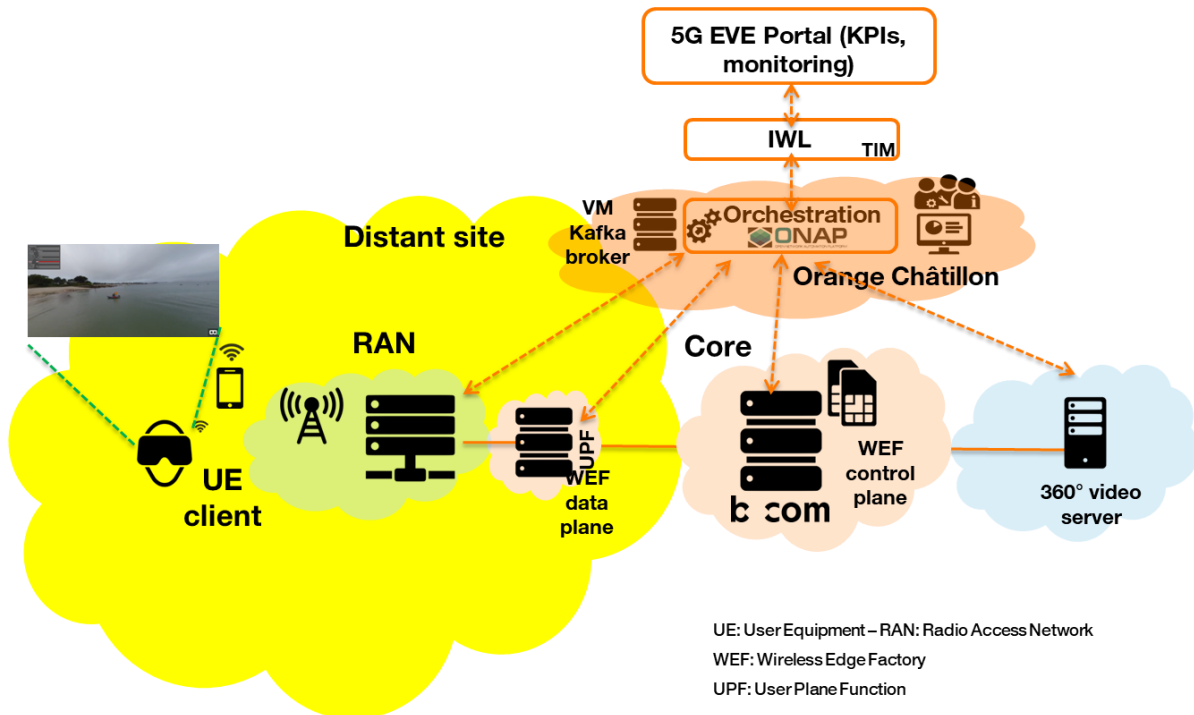 5G EVE Portal (KPIs,
monitoring)
IWL
TIM
VM
Kafka
broker
Orchestration
ONAP
Orange Châtillon
Distant site
RAN
Core
UE
client
UPF
WEF
data
plane
WEF
control
plane
b com
360° video
server
UE: User Equipment – RAN: Radio Access Network
WEF: Wireless Edge Factory
UPF: User Plane Function